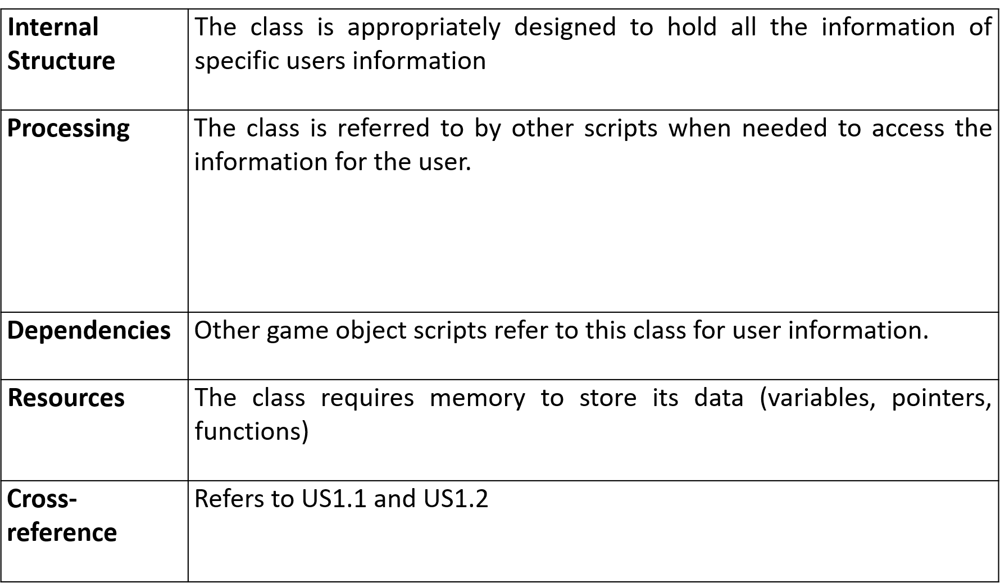 Internal
Structure
The class is appropriately designed to hold all the information of
specific users information
Processing
The class is referred to by other scripts when needed to access the
information for the user.
Dependencies
Other game object scripts refer to this class for user information.
Resources
The class requires memory to store its data (variables, pointers,
functions)
Cross-
reference
Refers to US1.1 and US1.2